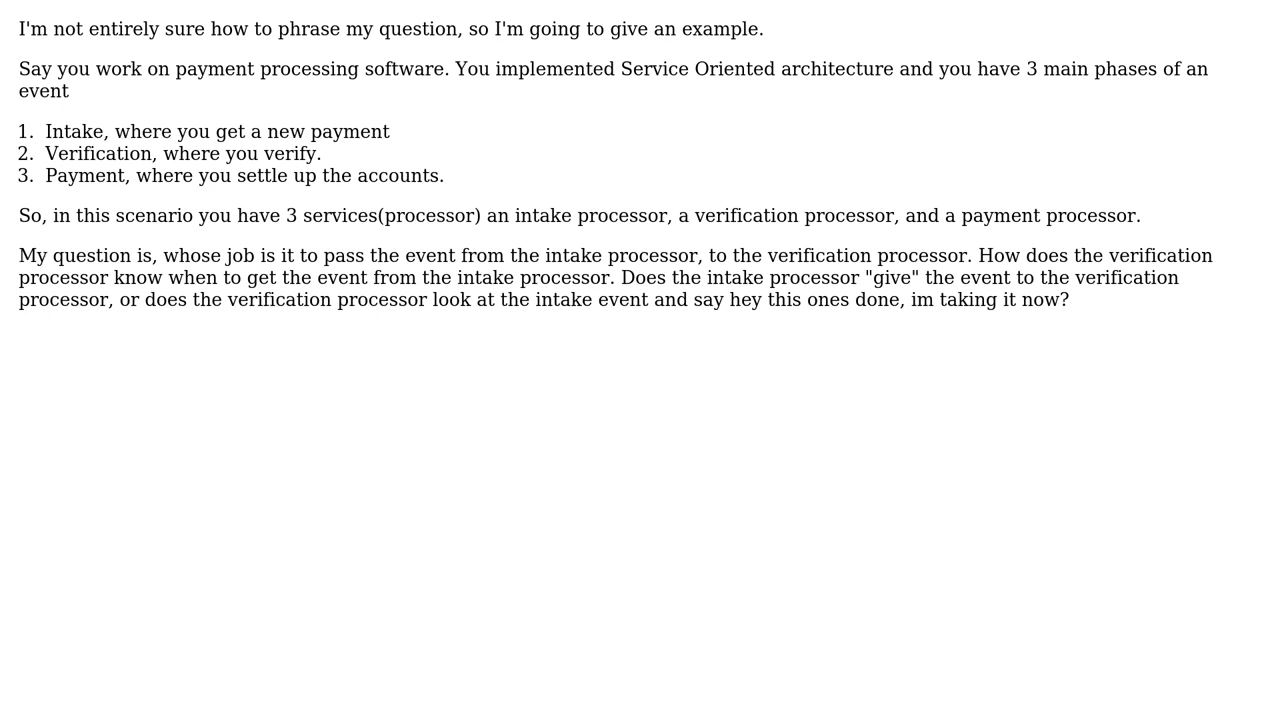 I'm not entirely sure how to phrase my question, so I'm going to give an example.
Say you work on payment processing software. You implemented Service Oriented architecture and you have 3 main phases of an
event
1. Intake, where you get a new payment
2. Verification, where you verify.
3. Payment, where you settle up the accounts.
So, in this scenario you have 3 services(processor) an intake processor, a verification processor, and a payment processor.
My question is, whose job is it to pass the event from the intake processor, to the verification processor. How does the verification
processor know when to get the event from the intake processor. Does the intake processor "give" the event to the verification
processor, or does the verification processor look at the intake event and say hey this ones done, im taking it now?